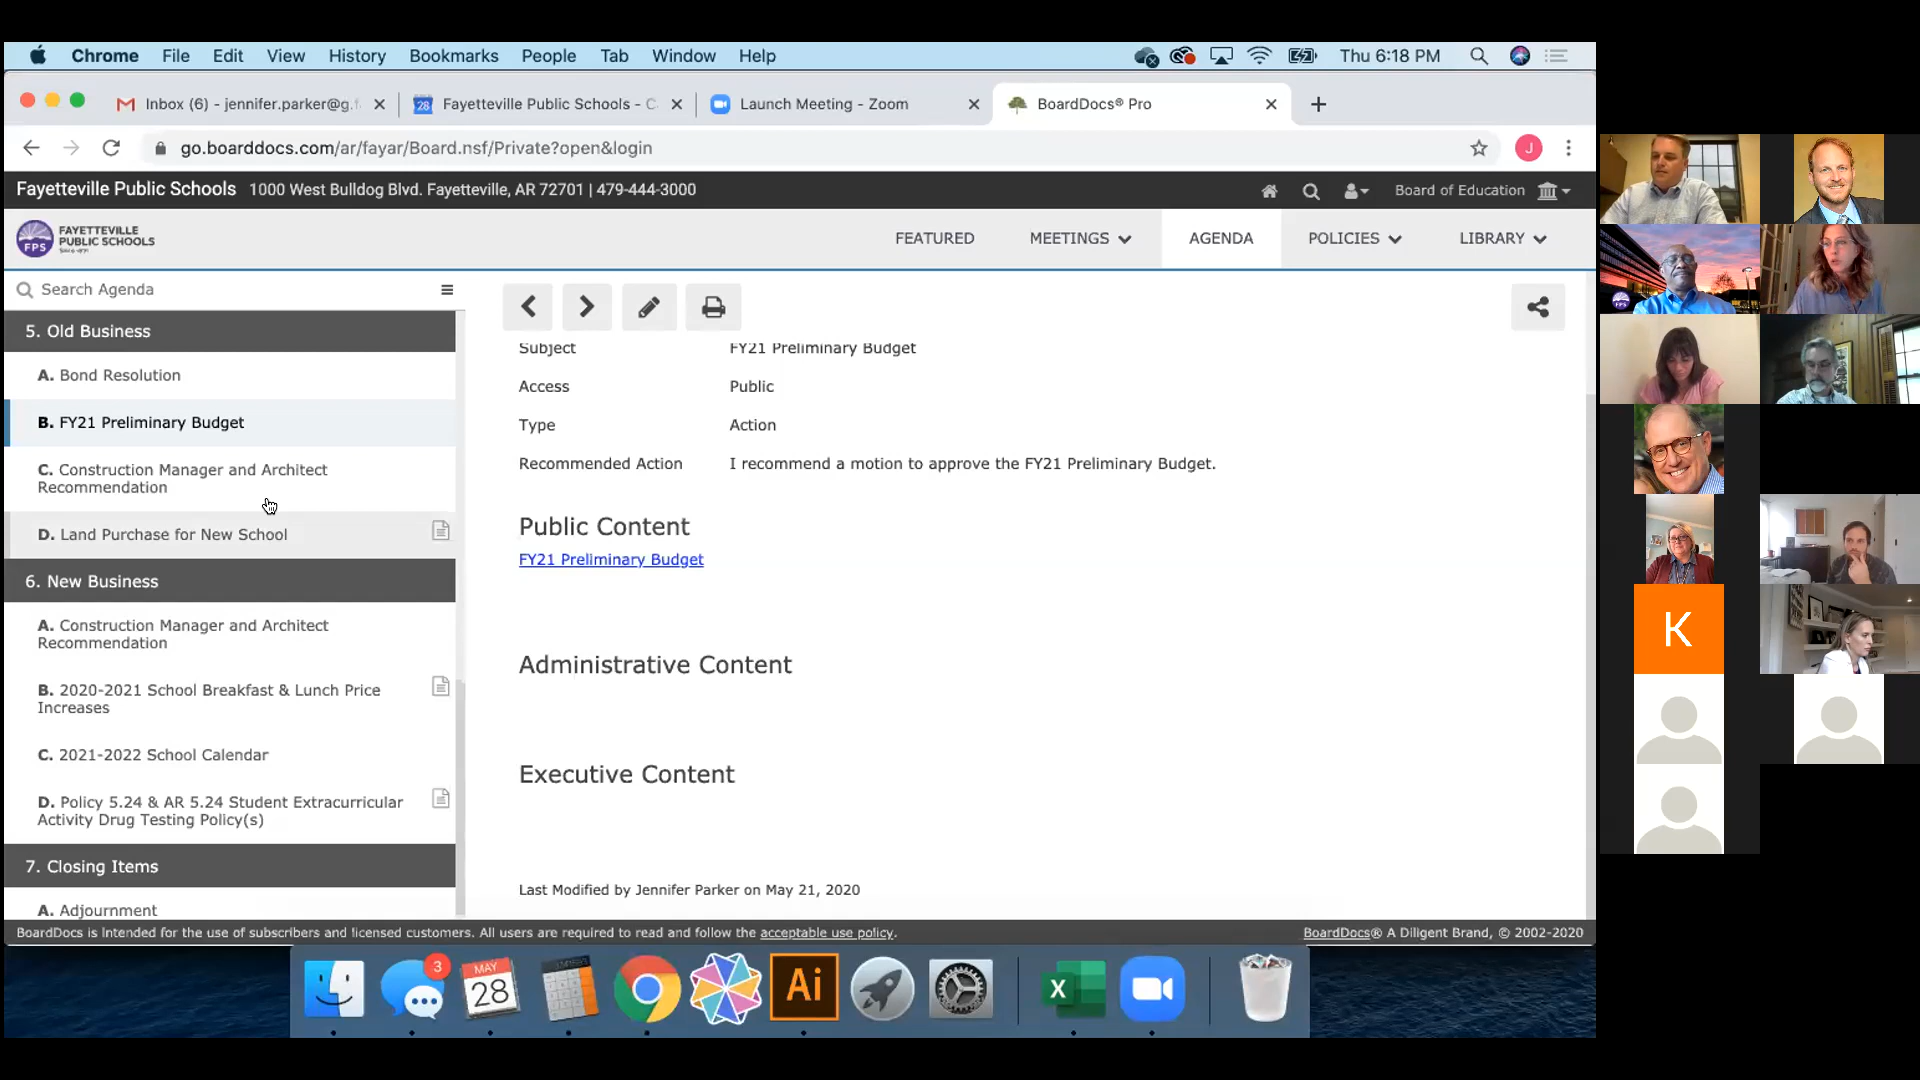 Chrome File Edit View History Bookmarks People Tab Window Help Thu 6:18 PM
Inbox (6) - jennifer.parker@g. Fayetteville Public Schools - C Launch Meeting - Zoom BoardDocs® Pro
go.boarddocs.com/ar/fayar/Board.nsf/Private?open&login J
Fayetteville Public Schools 1000 West Bulldog Blvd. Fayetteville, AR 72701 | 479-444-3000 Board of Education
FPS FAYETTEVILLE
PUBLIC SCHOOLS
FEATURED MEETINGS AGENDA POLICIES LIBRARY
Search Agenda
5. Old Business
A. Bond Resolution
B. FY21 Preliminary Budget
C. Construction Manager and Architect
Recommendation
D. Land Purchase for New School
6. New Business
A. Construction Manager and Architect
Recommendation
B. 2020-2021 School Breakfast & Lunch Price
Increases
C. 2021-2022 School Calendar
D. Policy 5.24 & AR 5.24 Student Extracurricular
Activity Drug Testing Policy(s)
7. Closing Items
A. Adjournment
Subject FY21 Preliminary Budget
Access Public
Type Action
Recommended Action I recommend a motion to approve the FY21 Preliminary Budget.
Public Content
FY21 Preliminary Budget
Administrative Content
Executive Content
Last Modified by Jennifer Parker on May 21, 2020
BoardDocs is intended for the use of subscribers and licensed customers. All users are required to read and follow the acceptable use policy. BoardDocs® A Diligent Brand, © 2002-2020
3
MAY
28
Ai
X
K